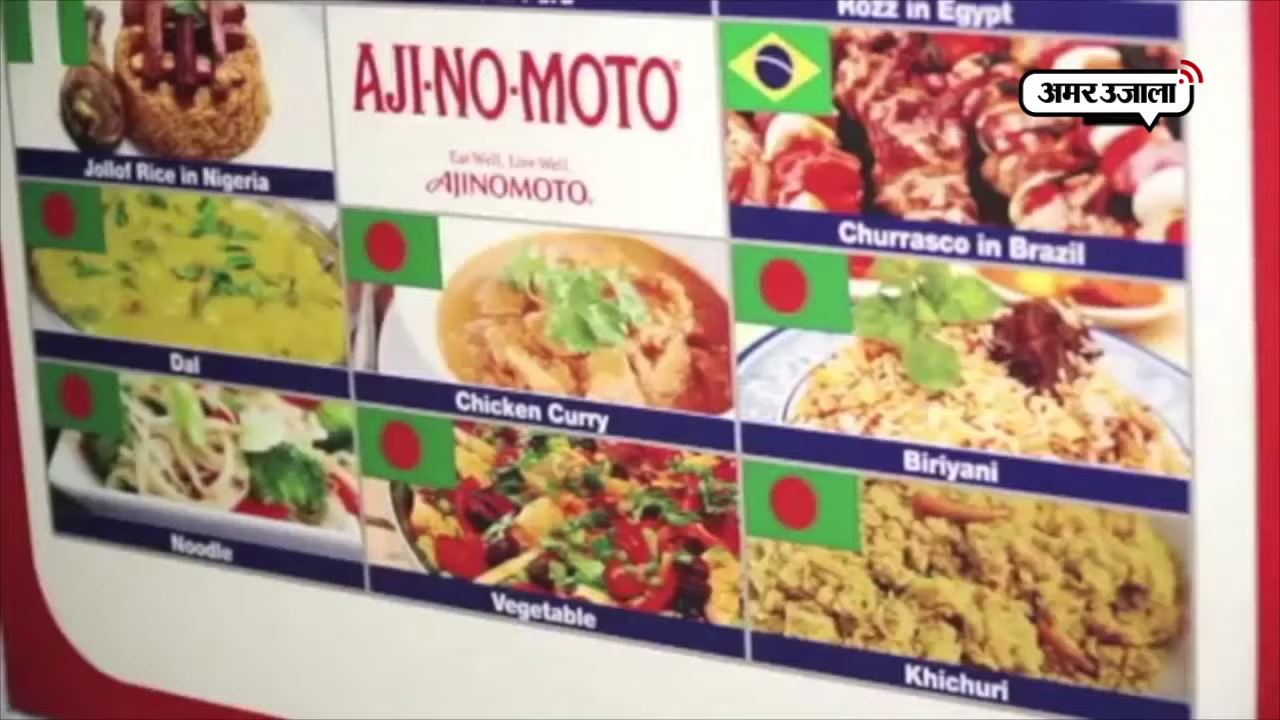 Rozz in Egypt
अमर उजाला
AJI-NO-MOTO®
Eat Well, Live Well.
AJINOMOTO®
Jollof Rice in Nigeria
Churrasco in Brazil
Dal
Chicken Curry
Biriyani
Noodle
Vegetable
Khichuri